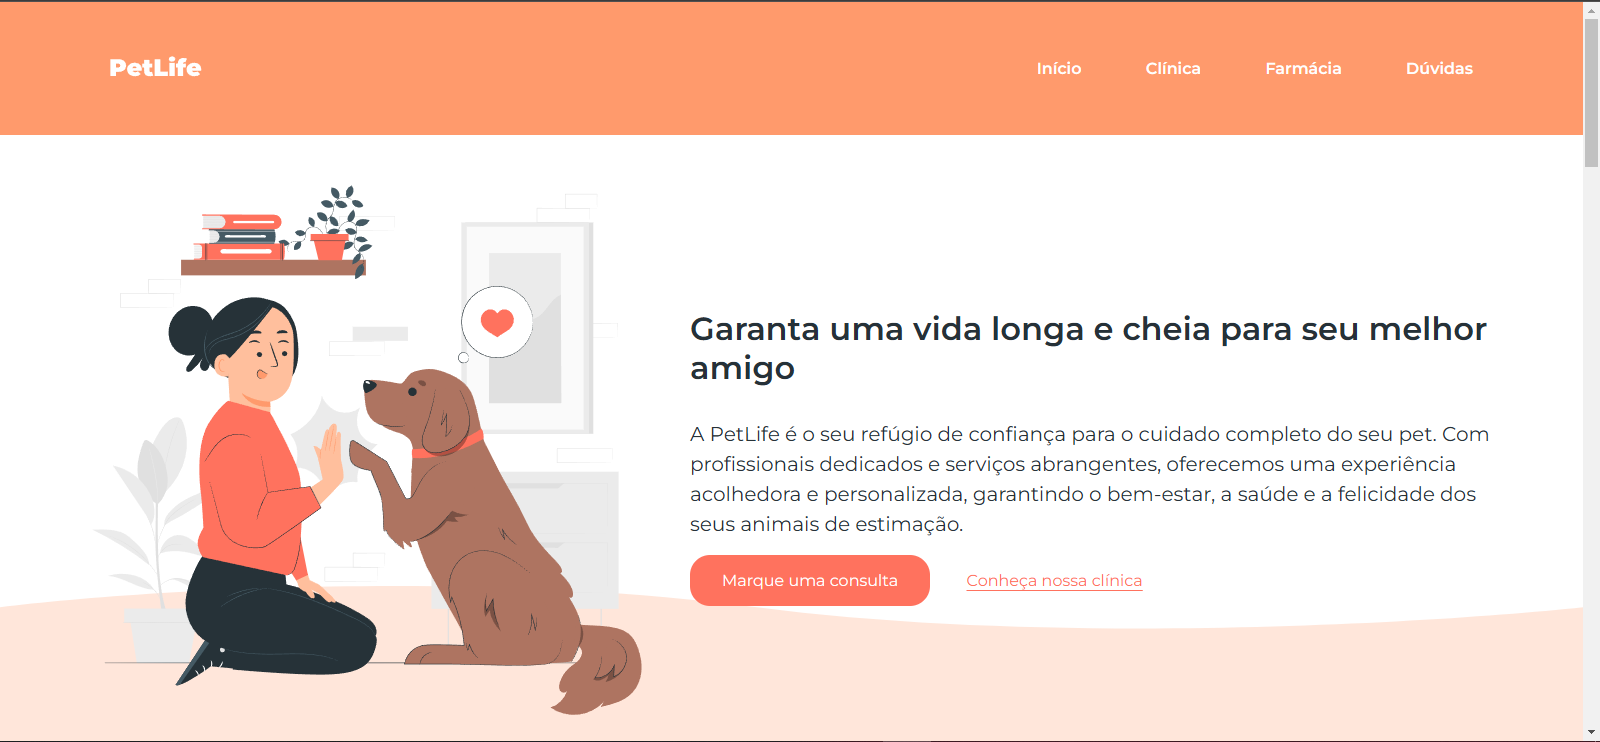 PetLife
Início Clínica Farmácia Dúvidas
Garanta uma vida longa e cheia para seu melhor
amigo
A PetLife é o seu refúgio de confiança para o cuidado completo do seu pet. Com
profissionais dedicados e serviços abrangentes, oferecemos uma experiência
acolhedora e personalizada, garantindo o bem-estar, a saúde e a felicidade dos
seus animais de estimação.
Marque uma consulta Conheça nossa clínica